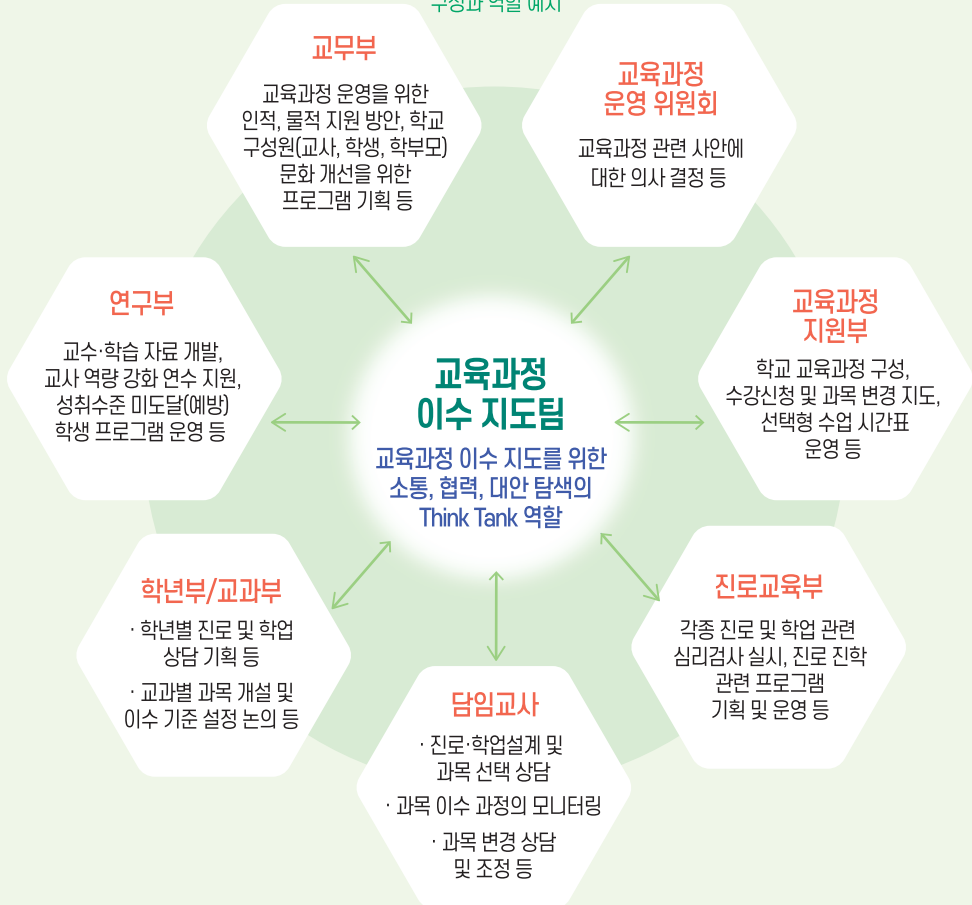 구성과 역할 예시
교무부
교육과정 운영을 위한
인적, 물적 지원 방안, 학교
구성원(교사, 학생, 학부모)
문화 개선을 위한
프로그램 기획 등
교육과정
운영 위원회
교육과정 관련 사안에
대한 의사 결정 등
연구부
교수·학습 자료 개발,
교사 역량 강화 연수 지원,
성취수준 미도달(예방)
학생 프로그램 운영 등
교육과정
이수 지도팀
교육과정 이수 지도를 위한
소통, 협력, 대안 탐색의
Think Tank 역할
교육과정
지원부
학교 교육과정 구성,
수강신청 및 과목 변경 지도,
선택형 수업 시간표
운영 등
학년부/교과부
· 학년별 진로 및 학업
상담 기획 등
· 교과별 과목 개설 및
이수 기준 설정 논의 등
담임교사
· 진로·학업설계 및
과목 선택 상담
· 과목 이수 과정의 모니터링
· 과목 변경 상담
및 조정 등
진로교육부
각종 진로 및 학업 관련
심리검사 실시, 진로 진학
관련 프로그램
기획 및 운영 등